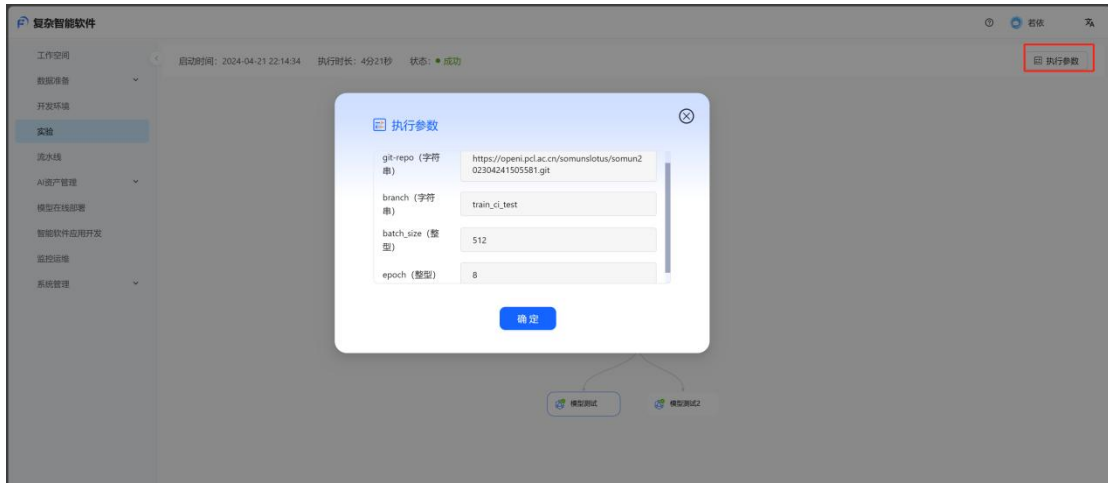 复杂智能软件
若依
工作空间
启动时间：2024-04-21 22:14:34 执行时长：4分21秒 状态：● 成功
执行参数
数据准备
开发环境
实验
流水线
AI资产管理
模型在线部署
智能软件应用开发
监控运维
系统管理
执行参数
git-repo（字符
串）
https://openi.pcl.ac.cn/somunslotus/somun2
02304241505581.git
branch（字符
串）
train_ci_test
batch_size（整
型）
512
epoch（整型）
8
确 定
模型测试
模型测试2